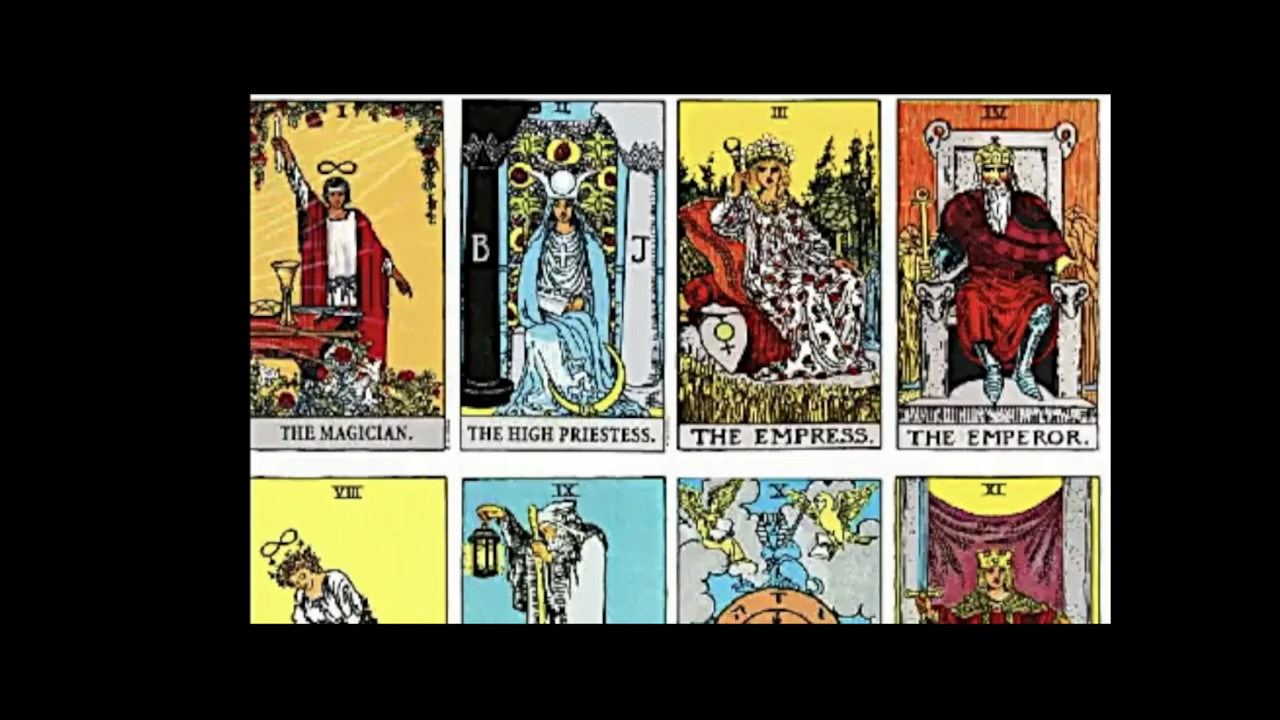 I
II
III
IV
B
J
THE MAGICIAN.
THE HIGH PRIESTESS.
THE EMPRESS.
THE EMPEROR.
VIII
IX
X
XI